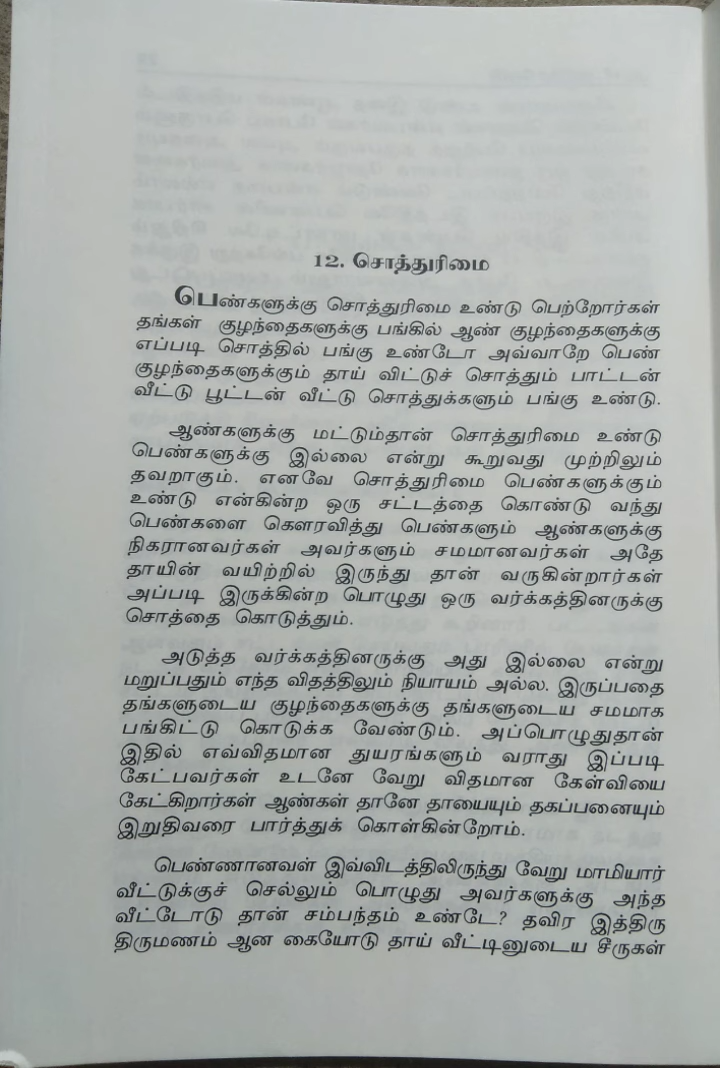 12. சொத்துரிமை
பெண்களுக்கு சொத்துரிமை உண்டு பெற்றோர்கள்
தங்கள் குழந்தைகளுக்கு பங்கில் ஆண் குழந்தைகளுக்கு
எப்படி சொத்தில் பங்கு உண்டோ அவ்வாறே பெண்
குழந்தைகளுக்கும் தாய் விட்டுச் சொத்தும் பாட்டன்
வீட்டு பூட்டன் வீட்டு சொத்துக்களும் பங்கு உண்டு.
ஆண்களுக்கு மட்டும்தான் சொத்துரிமை உண்டு
பெண்களுக்கு இல்லை என்று கூறுவது முற்றிலும்
தவறாகும். எனவே சொத்துரிமை பெண்களுக்கும்
உண்டு என்கின்ற ஒரு சட்டத்தை கொண்டு வந்து
பெண்களை கௌரவித்து பெண்களும் ஆண்களுக்கு
நிகரானவர்கள் அவர்களும் சமமானவர்கள் அதே
தாயின் வயிற்றில் இருந்து தான் வருகின்றார்கள்
அப்படி இருக்கின்ற பொழுது ஒரு வர்க்கத்தினருக்கு
சொத்தை கொடுத்தும்.
அடுத்த வர்க்கத்தினருக்கு அது இல்லை என்று
மறுப்பதும் எந்த விதத்திலும் நியாயம் அல்ல. இருப்பதை
தங்களுடைய குழந்தைகளுக்கு தங்களுடைய சமமாக
பங்கிட்டு கொடுக்க வேண்டும். அப்பொழுதுதான்
இதில் எவ்விதமான துயரங்களும் வராது இப்படி
கேட்பவர்கள் உடனே வேறு விதமான கேள்வியை
கேட்கிறார்கள் ஆண்கள் தானே தாயையும் தகப்பனையும்
இறுதிவரை பார்த்துக் கொள்கின்றோம்.
பெண்ணானவள் இவ்விடத்திலிருந்து வேறு மாமியார்
வீட்டுக்குச் செல்லும் பொழுது அவர்களுக்கு அந்த
வீட்டோடு தான் சம்பந்தம் உண்டே? தவிர இத்திரு
திருமணம் ஆன கையோடு தாய் வீட்டினுடைய சீருகள்